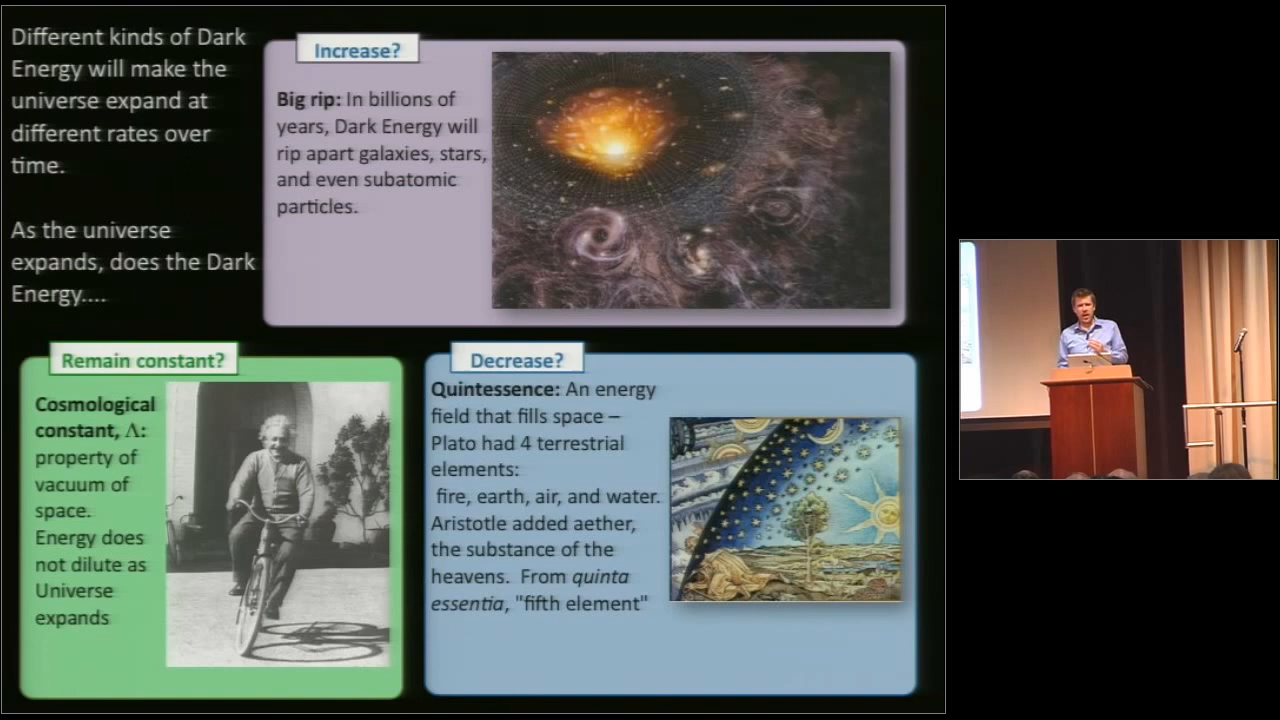 Different kinds of Dark
Energy will make the
universe expand at
different rates over
time.
As the universe
expands, does the Dark
Energy....
Increase?
Big rip: In billions of
years, Dark Energy will
rip apart galaxies, stars,
and even subatomic
particles.
Remain constant?
Cosmological
constant, Λ:
property of
vacuum of
space.
Energy does
not dilute as
Universe
expands
Decrease?
Quintessence: An energy
field that fills space –
Plato had 4 terrestrial
elements:
fire, earth, air, and water.
Aristotle added aether,
the substance of the
heavens. From quinta
essentia, "fifth element"